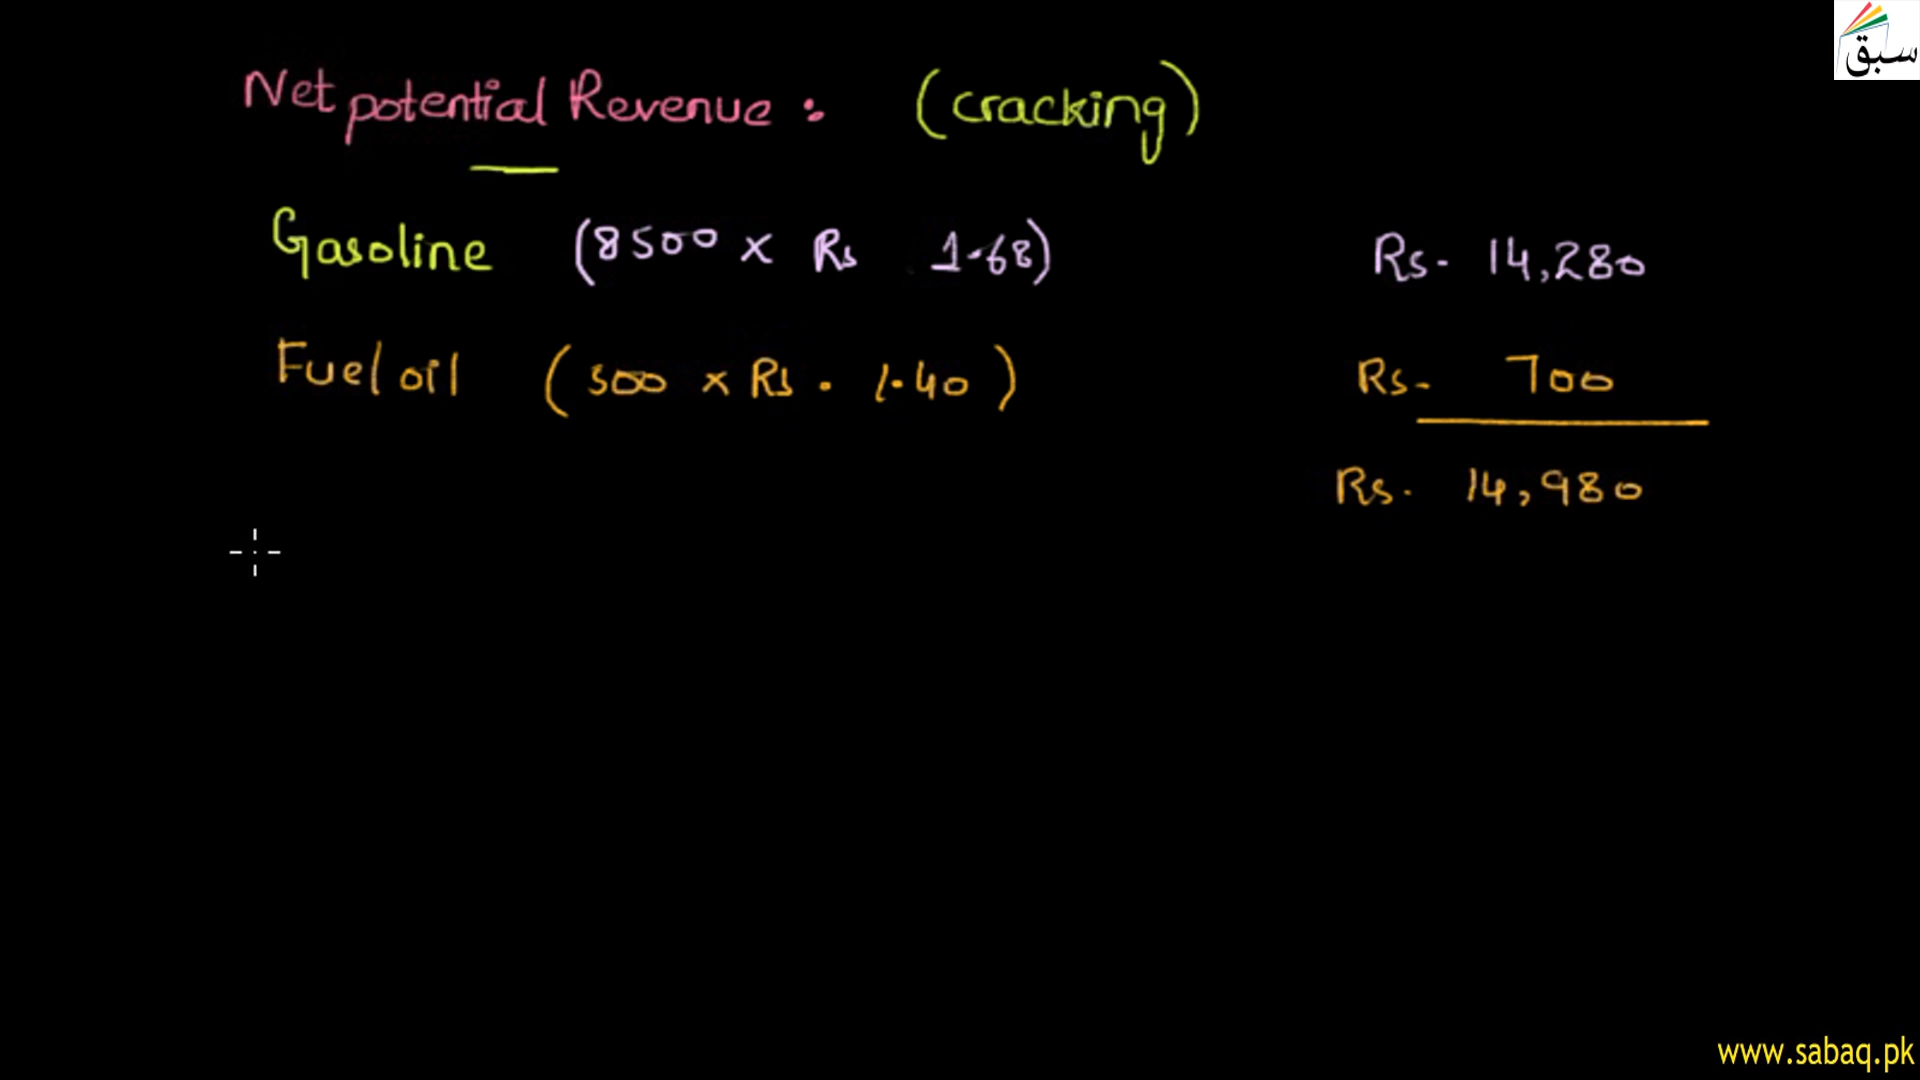 سبق
Net potential Revenue : (cracking)
Gasoline (8500 x Rs 1.68) Rs. 14,280
Fuel oil (500 x Rs. 1.40) Rs. 700
Rs. 14,980
www.sabaq.pk